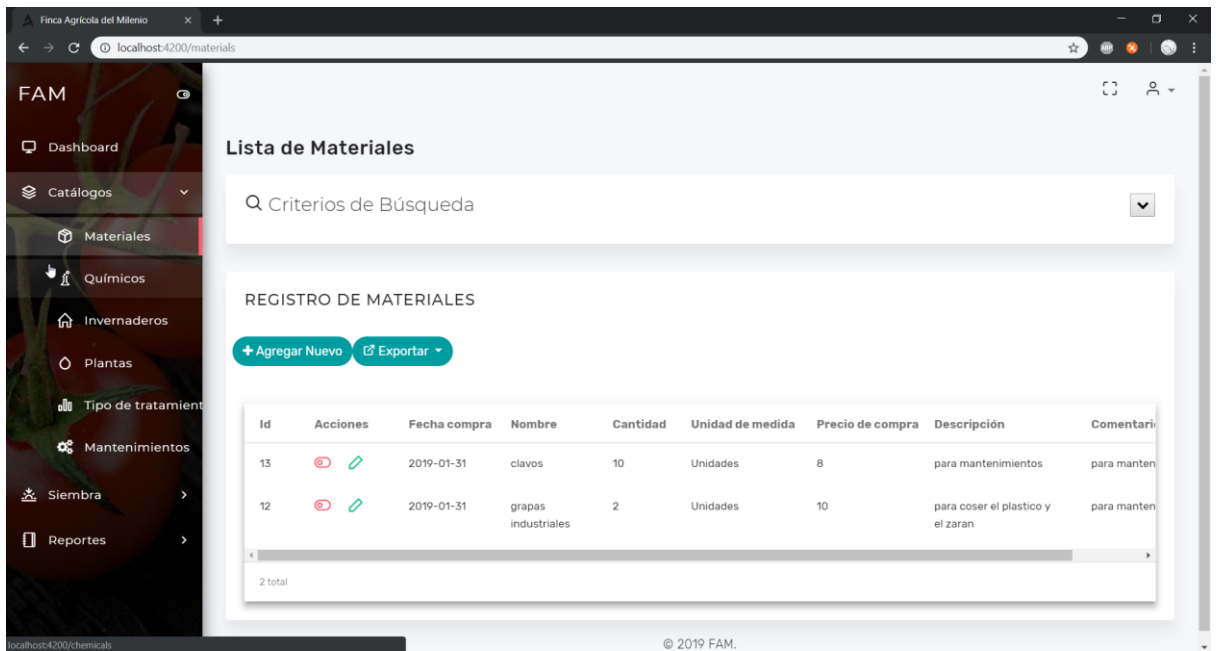 Finca Agrícola del Milenio
localhost:4200/materials
ABP
FAM
Dashboard
Catálogos
Materiales
Químicos
Invernaderos
Plantas
Tipo de tratamient
Mantenimientos
Siembra
Reportes
localhost:4200/chemicals
Lista de Materiales
Criterios de Búsqueda
REGISTRO DE MATERIALES
+ Agregar Nuevo Exportar
Id Acciones Fecha compra Nombre Cantidad Unidad de medida Precio de compra Descripción Comentari
13 2019-01-31 clavos 10 Unidades 8 para mantenimientos para manten
12 2019-01-31 grapas 2 Unidades 10 para coser el plastico y para manten
industriales el zaran
2 total
© 2019 FAM.